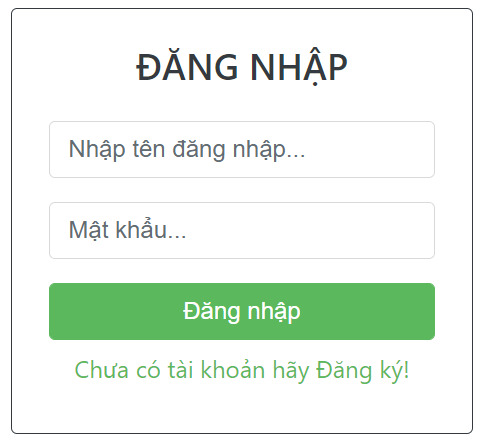 ĐĂNG NHẬP
Nhập tên đăng nhập...
Mật khẩu...
Đăng nhập
Chưa có tài khoản hãy Đăng ký!